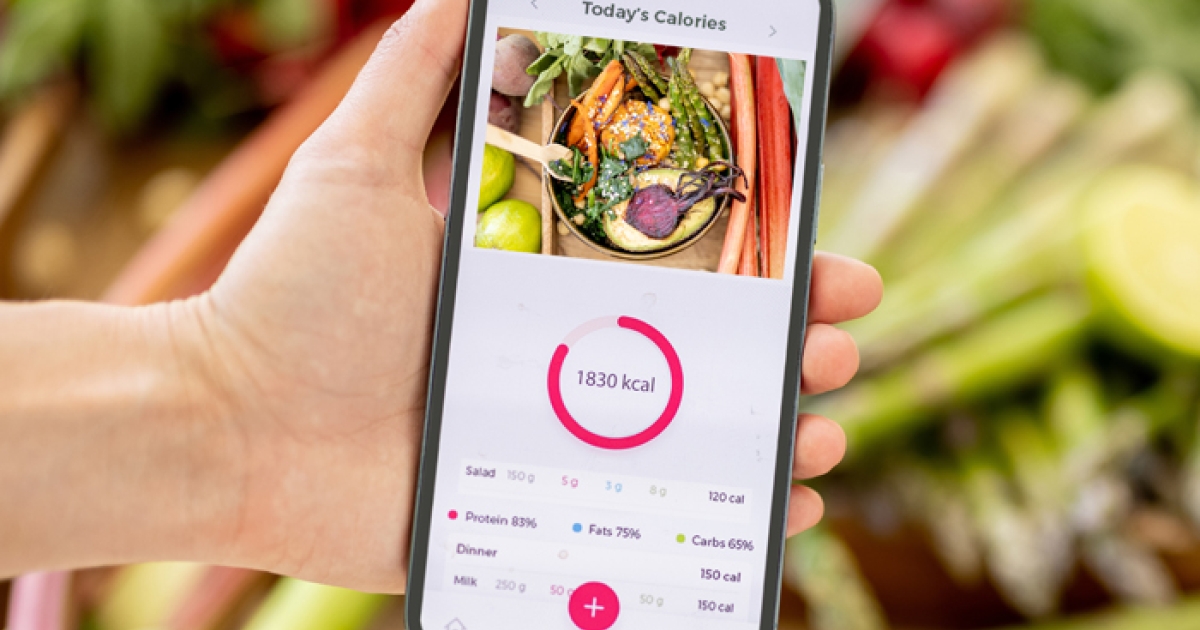 Today's Calories
1830 kcal
Salad 150 g 5 g 3 g 8 g 120 cal
Protein 83% Fats 75% Carbs 65%
Dinner 150 cal
Milk 250 g 50 g 50 g 150 cal